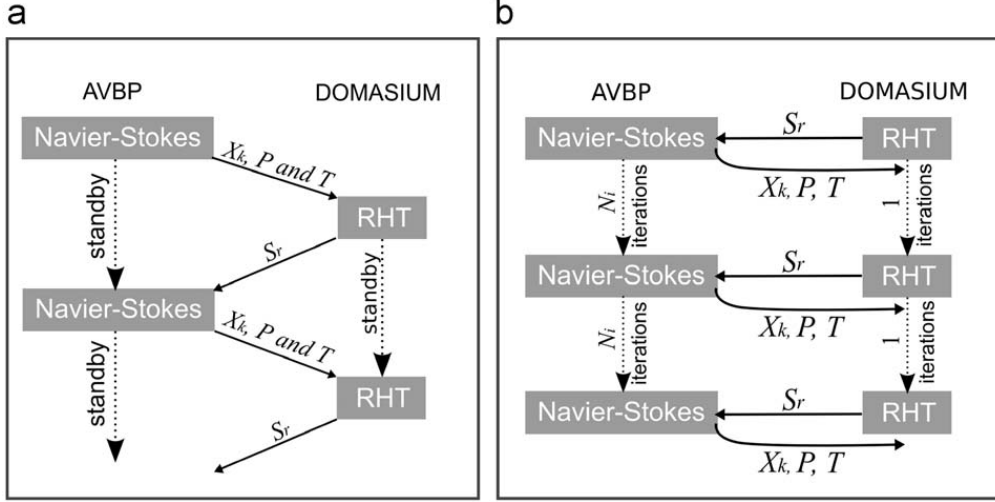 a
AVBP
DOMASIUM
Navier-Stokes
Xk, P and T
standby
RHT
Sr
standby
Navier-Stokes
Xk, P and T
standby
RHT
Sr
b
AVBP
DOMASIUM
Navier-Stokes
Sr
RHT
Xk, P, T
Ni
iterations
1
iterations
Navier-Stokes
Sr
RHT
Xk, P, T
Ni
iterations
1
iterations
Navier-Stokes
Sr
RHT
Xk, P, T